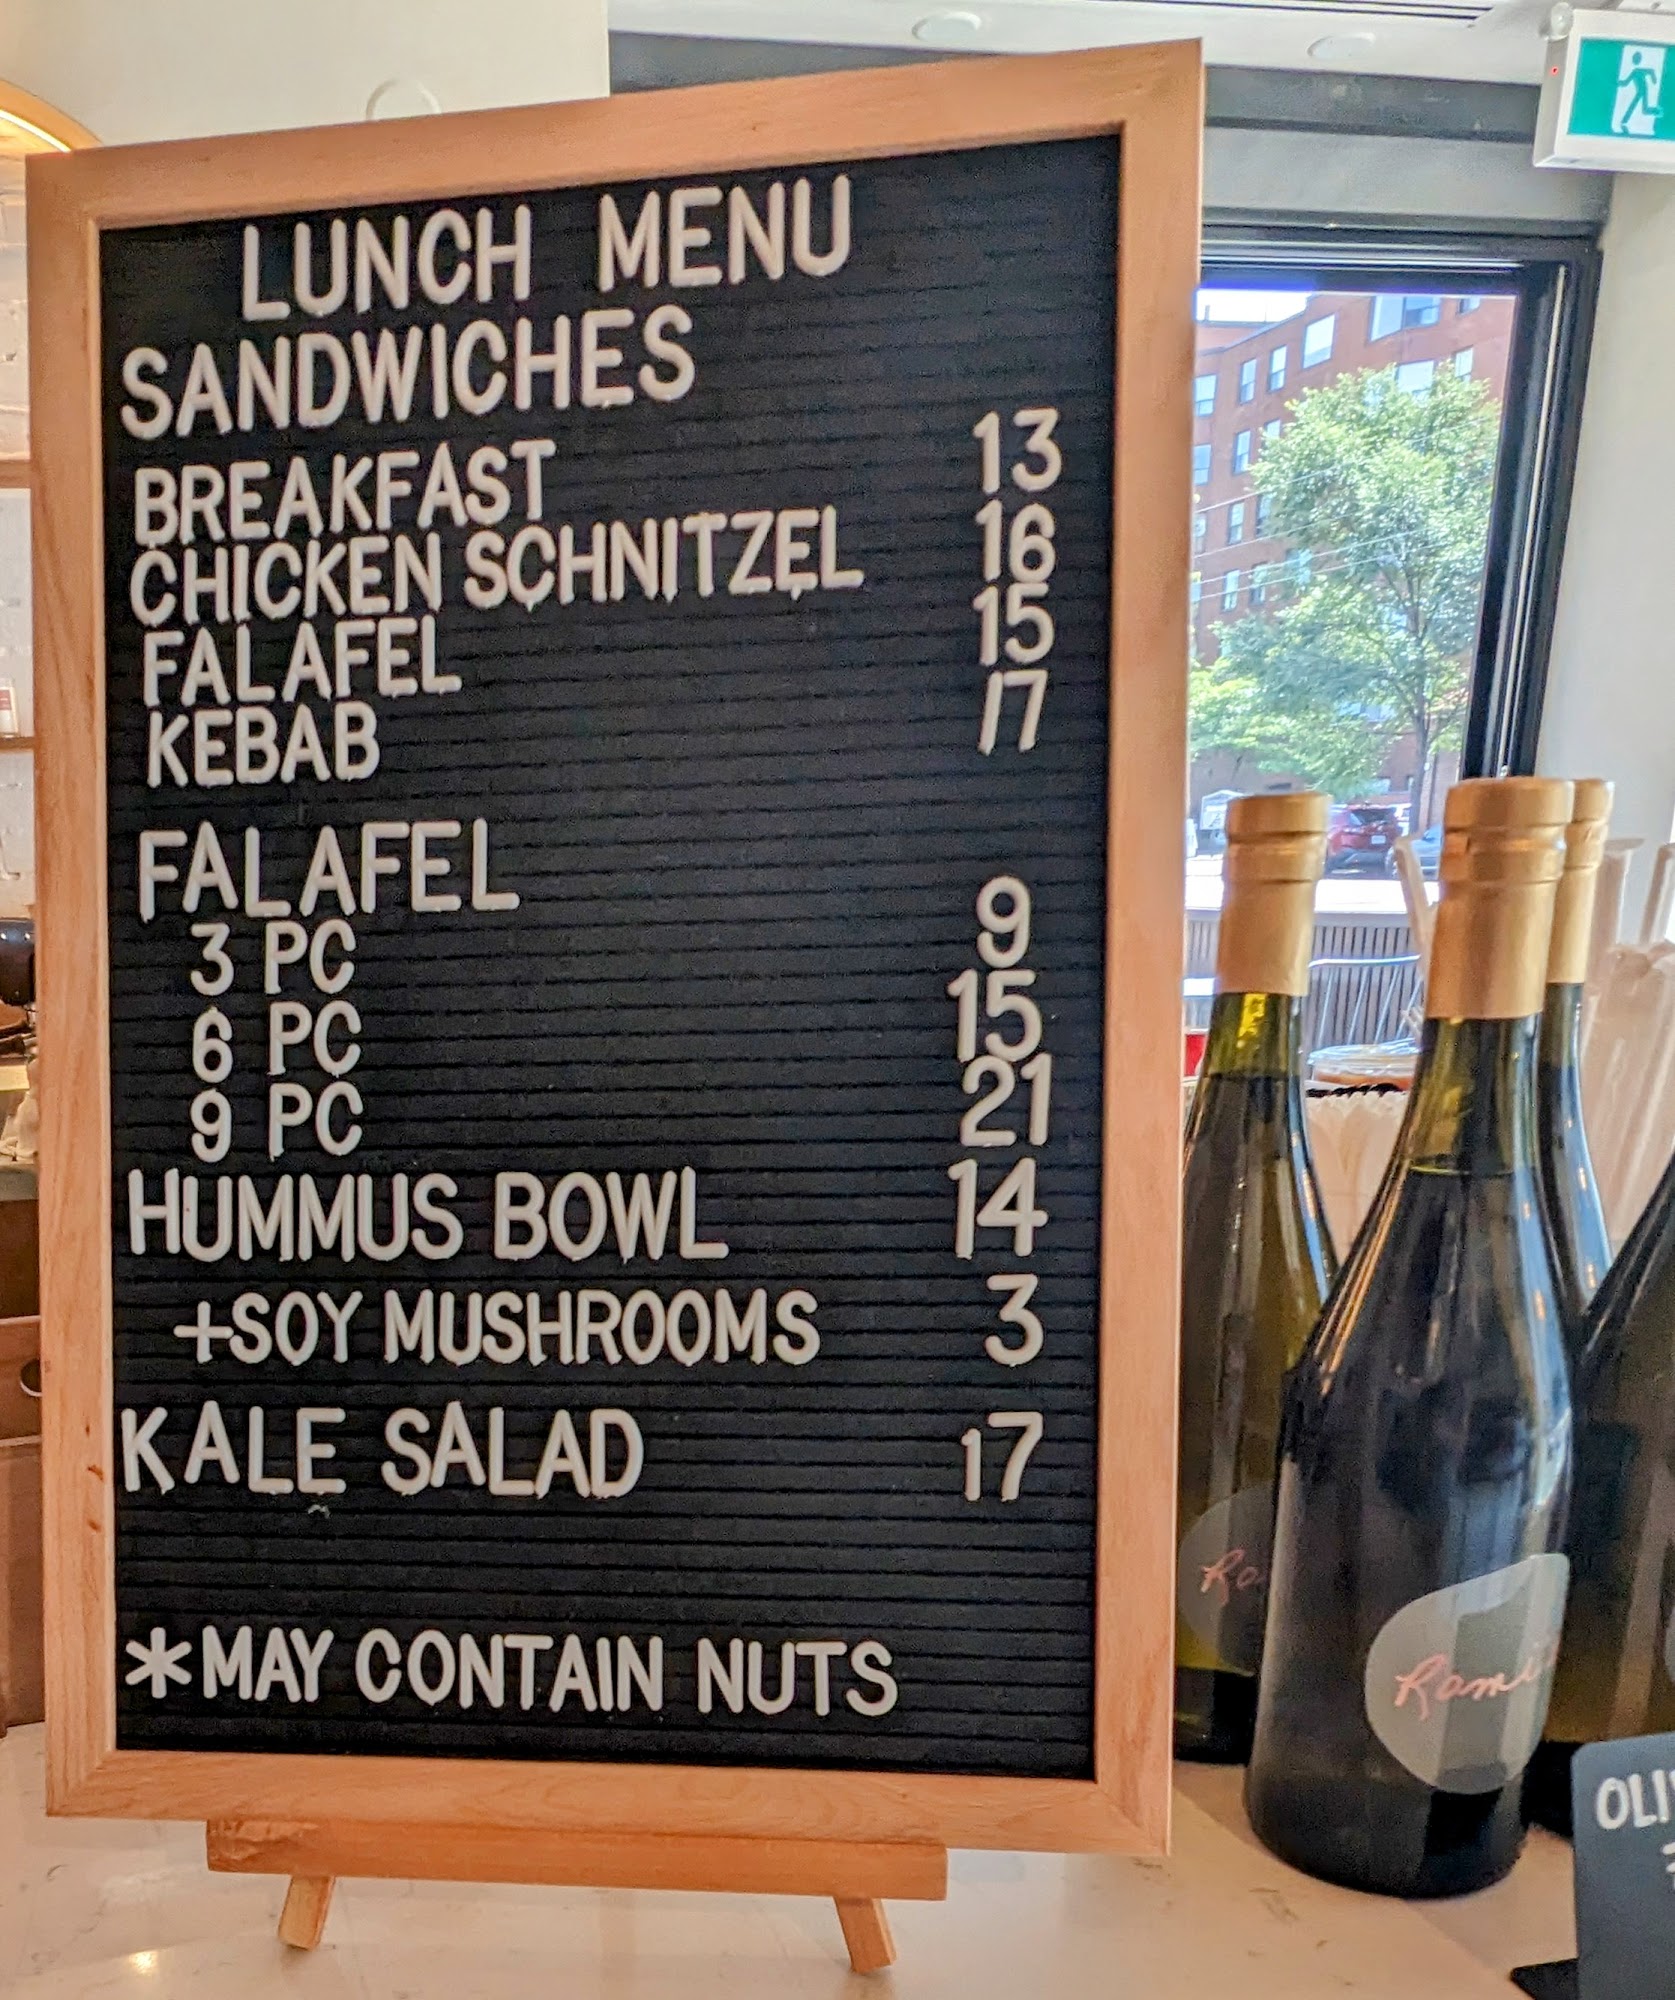 LUNCH MENU
SANDWICHES
BREAKFAST 13
CHICKEN SCHNITZEL 16
FALAFEL 15
KEBAB 17
FALAFEL
3 PC 9
6 PC 15
9 PC 21
HUMMUS BOWL 14
+SOY MUSHROOMS 3
KALE SALAD 17
*MAY CONTAIN NUTS